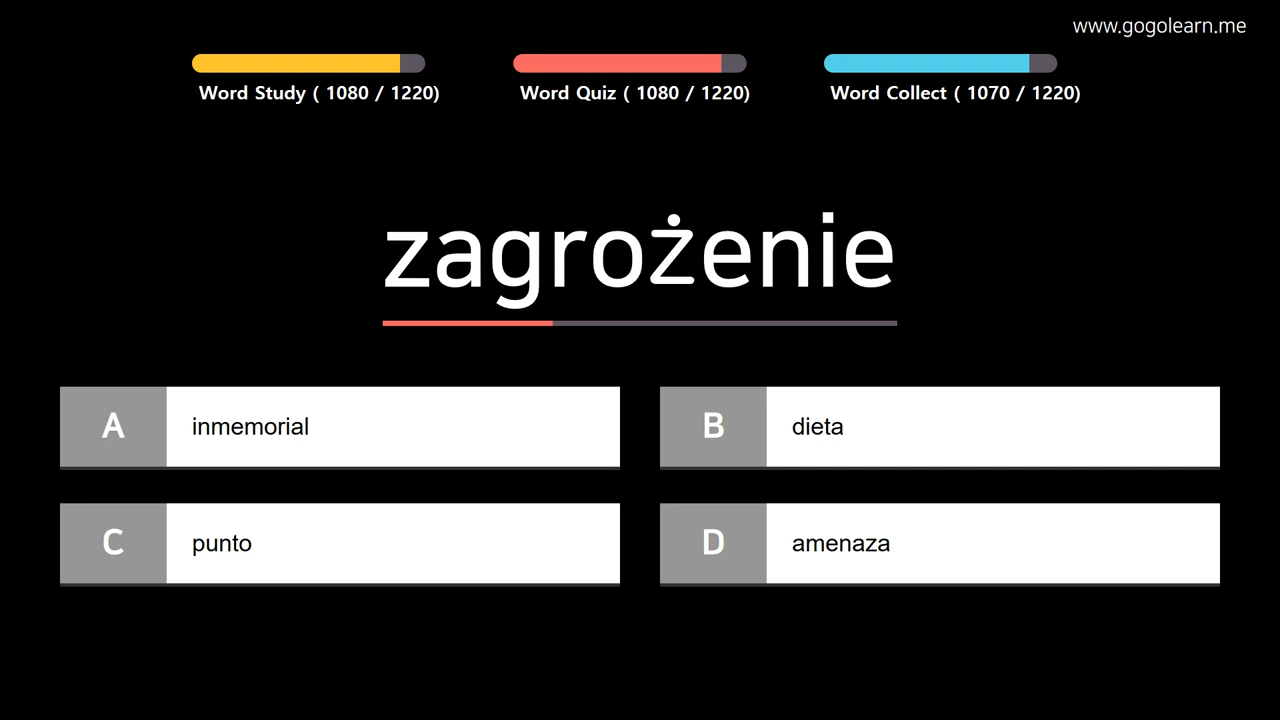 www.gogolearn.me
Word Study ( 1080 / 1220)
Word Quiz ( 1080 / 1220)
Word Collect ( 1070 / 1220)
zagrożenie
A inmemorial
B dieta
C punto
D amenaza